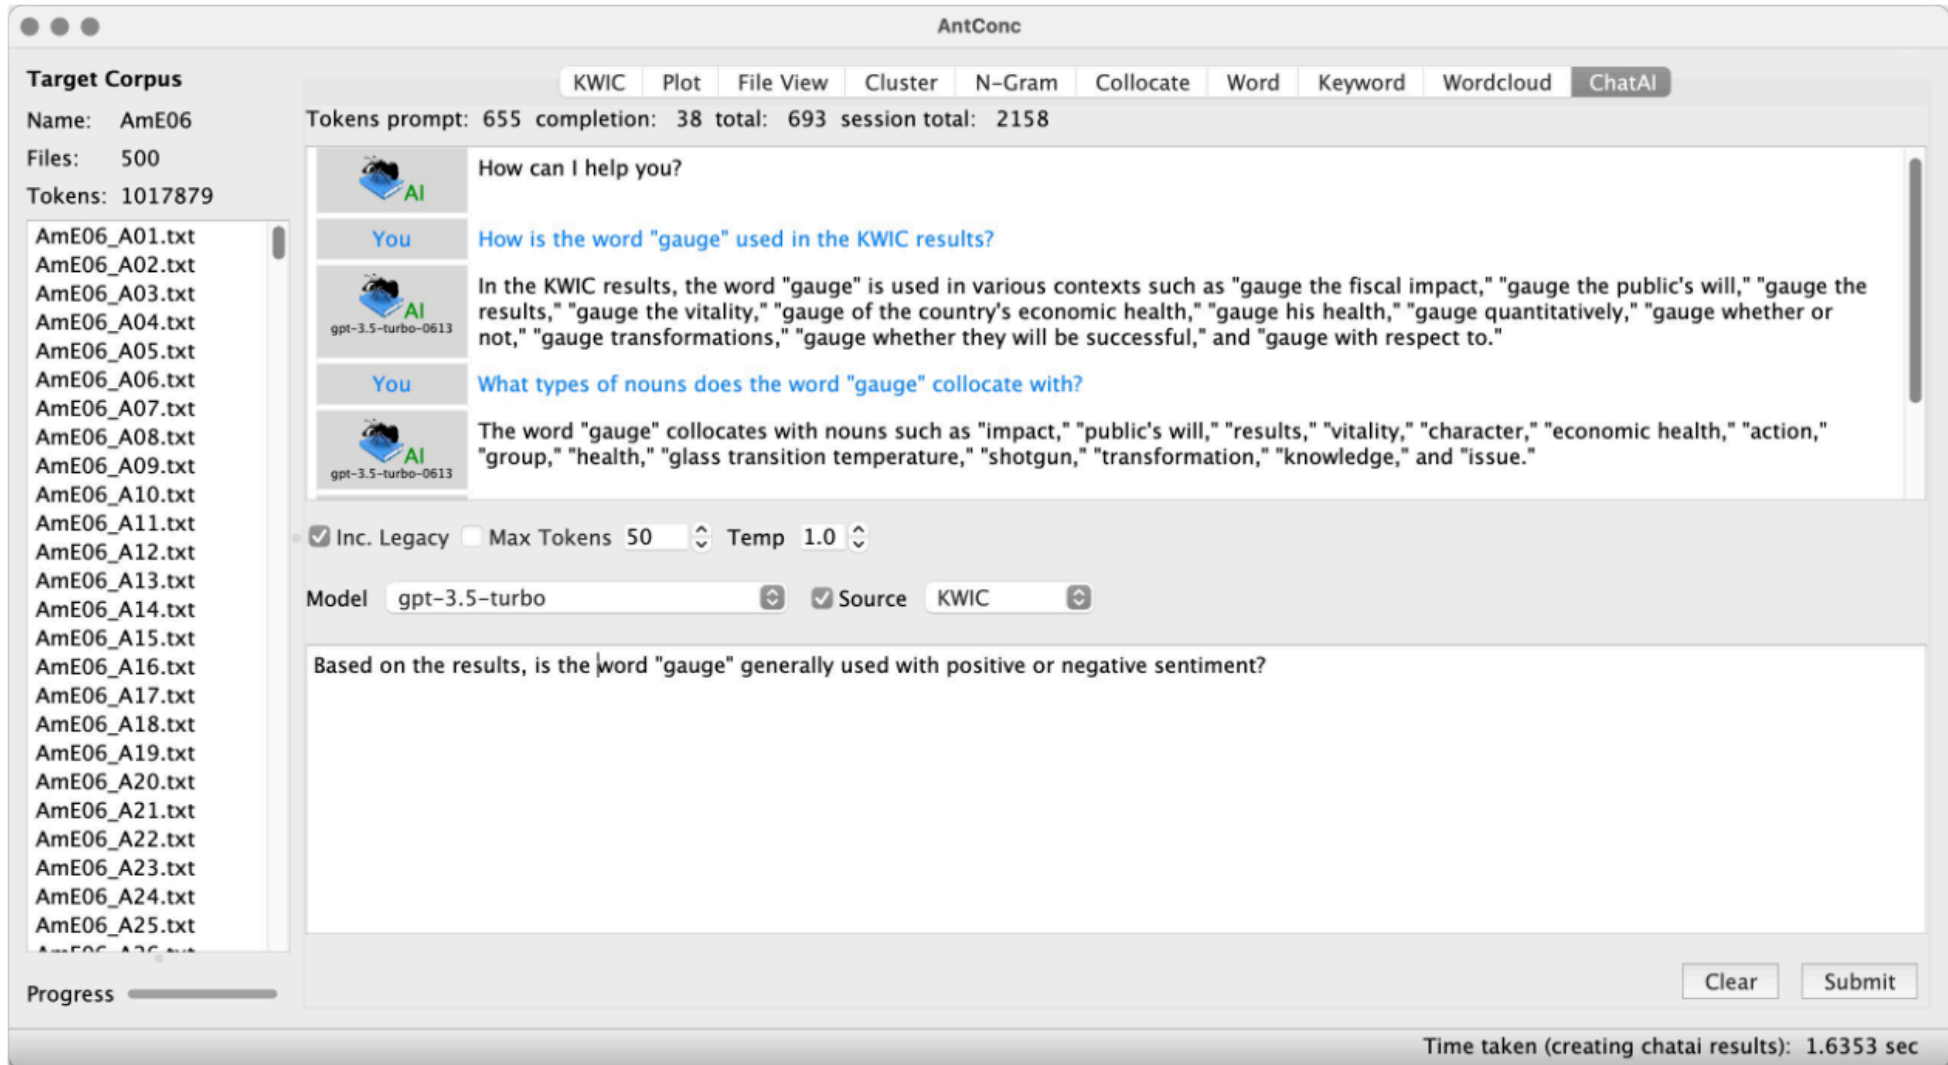 AntConc
Target Corpus
Name: AmE06
Files: 500
Tokens: 1017879
AmE06_A01.txt
AmE06_A02.txt
AmE06_A03.txt
AmE06_A04.txt
AmE06_A05.txt
AmE06_A06.txt
AmE06_A07.txt
AmE06_A08.txt
AmE06_A09.txt
AmE06_A10.txt
AmE06_A11.txt
AmE06_A12.txt
AmE06_A13.txt
AmE06_A14.txt
AmE06_A15.txt
AmE06_A16.txt
AmE06_A17.txt
AmE06_A18.txt
AmE06_A19.txt
AmE06_A20.txt
AmE06_A21.txt
AmE06_A22.txt
AmE06_A23.txt
AmE06_A24.txt
AmE06_A25.txt
Progress
KWIC Plot File View Cluster N-Gram Collocate Word Keyword Wordcloud ChatAI
Tokens prompt: 655 completion: 38 total: 693 session total: 2158
AI
How can I help you?
You
How is the word "gauge" used in the KWIC results?
AI
gpt-3.5-turbo-0613
In the KWIC results, the word "gauge" is used in various contexts such as "gauge the fiscal impact," "gauge the public's will," "gauge the
results," "gauge the vitality," "gauge of the country's economic health," "gauge his health," "gauge quantitatively," "gauge whether or
not," "gauge transformations," "gauge whether they will be successful," and "gauge with respect to."
You
What types of nouns does the word "gauge" collocate with?
AI
gpt-3.5-turbo-0613
The word "gauge" collocates with nouns such as "impact," "public's will," "results," "vitality," "character," "economic health," "action,"
"group," "health," "glass transition temperature," "shotgun," "transformation," "knowledge," and "issue."
Inc. Legacy Max Tokens 50 Temp 1.0
Model gpt-3.5-turbo Source KWIC
Based on the results, is the word "gauge" generally used with positive or negative sentiment?
Clear Submit
Time taken (creating chatai results): 1.6353 sec